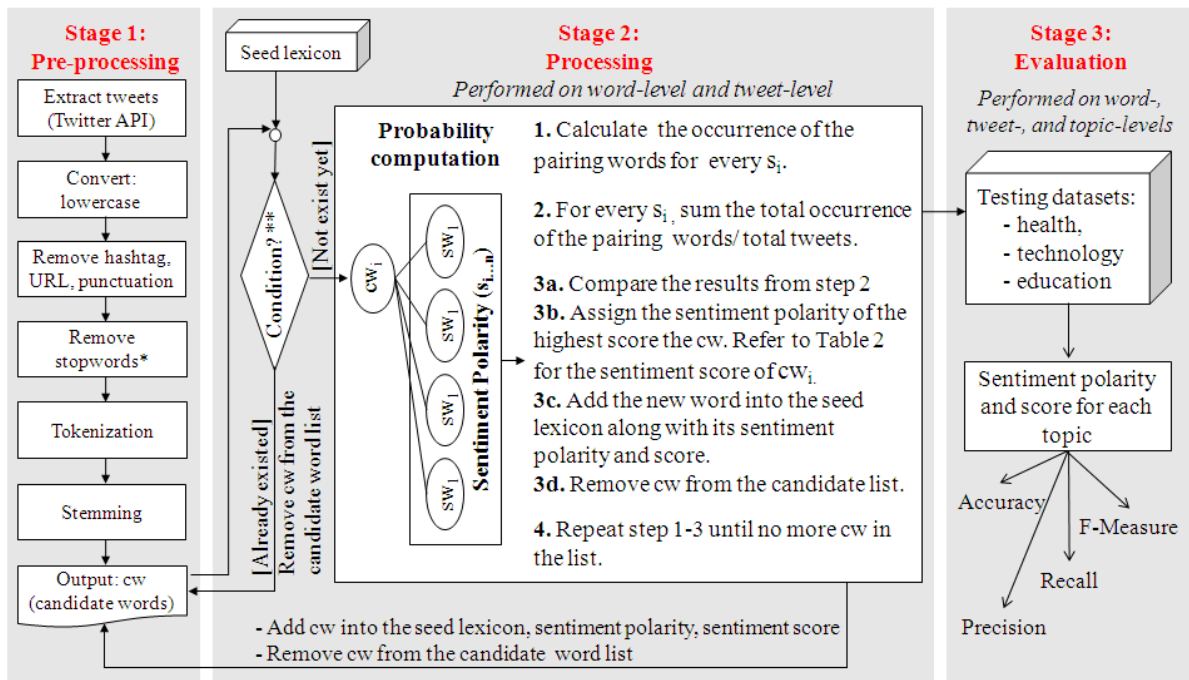 Stage 1:
Pre-processing
Extract tweets
(Twitter API)
Convert:
lowercase
Remove hashtag,
URL, punctuation
Remove
stopwords*
Tokenization
Stemming
Output: cw
(candidate words)
Seed lexicon
Stage 2:
Processing
Performed on word-level and tweet-level
Condition? **
[Not exist yet]
[Already existed]
Remove cw from the
candidate word list
Probability
computation
cwi
sw1
sw1
sw1
sw1
Sentiment Polarity (si...n)
1. Calculate the occurrence of the
pairing words for every si.
2. For every si, sum the total occurrence
of the pairing words/ total tweets.
3a. Compare the results from step 2
3b. Assign the sentiment polarity of the
highest score the cw. Refer to Table 2
for the sentiment score of cwi.
3c. Add the new word into the seed
lexicon along with its sentiment
polarity and score.
3d. Remove cw from the candidate list.
4. Repeat step 1-3 until no more cw in
the list.
- Add cw into the seed lexicon, sentiment polarity, sentiment score
- Remove cw from the candidate word list
Stage 3:
Evaluation
Performed on word-,
tweet-, and topic-levels
Testing datasets:
- health,
- technology
- education
Sentiment polarity
and score for each
topic
Accuracy
F-Measure
Recall
Precision